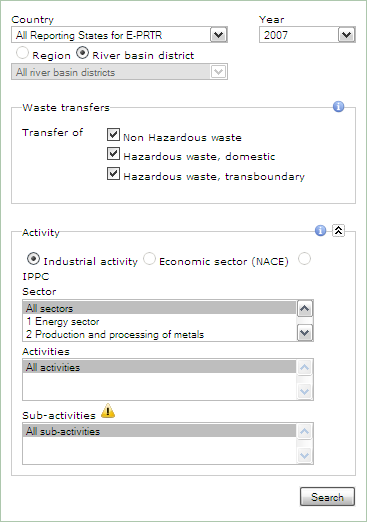 Country Year
All Reporting States for E-PRTR 2007
Region River basin district
All river basin districts
Waste transfers
Transfer of Non Hazardous waste
Hazardous waste, domestic
Hazardous waste, transboundary
Activity
Industrial activity Economic sector (NACE)
IPPC
Sector
All sectors
1 Energy sector
2 Production and processing of metals
Activities
All activities
Sub-activities
All sub-activities
Search